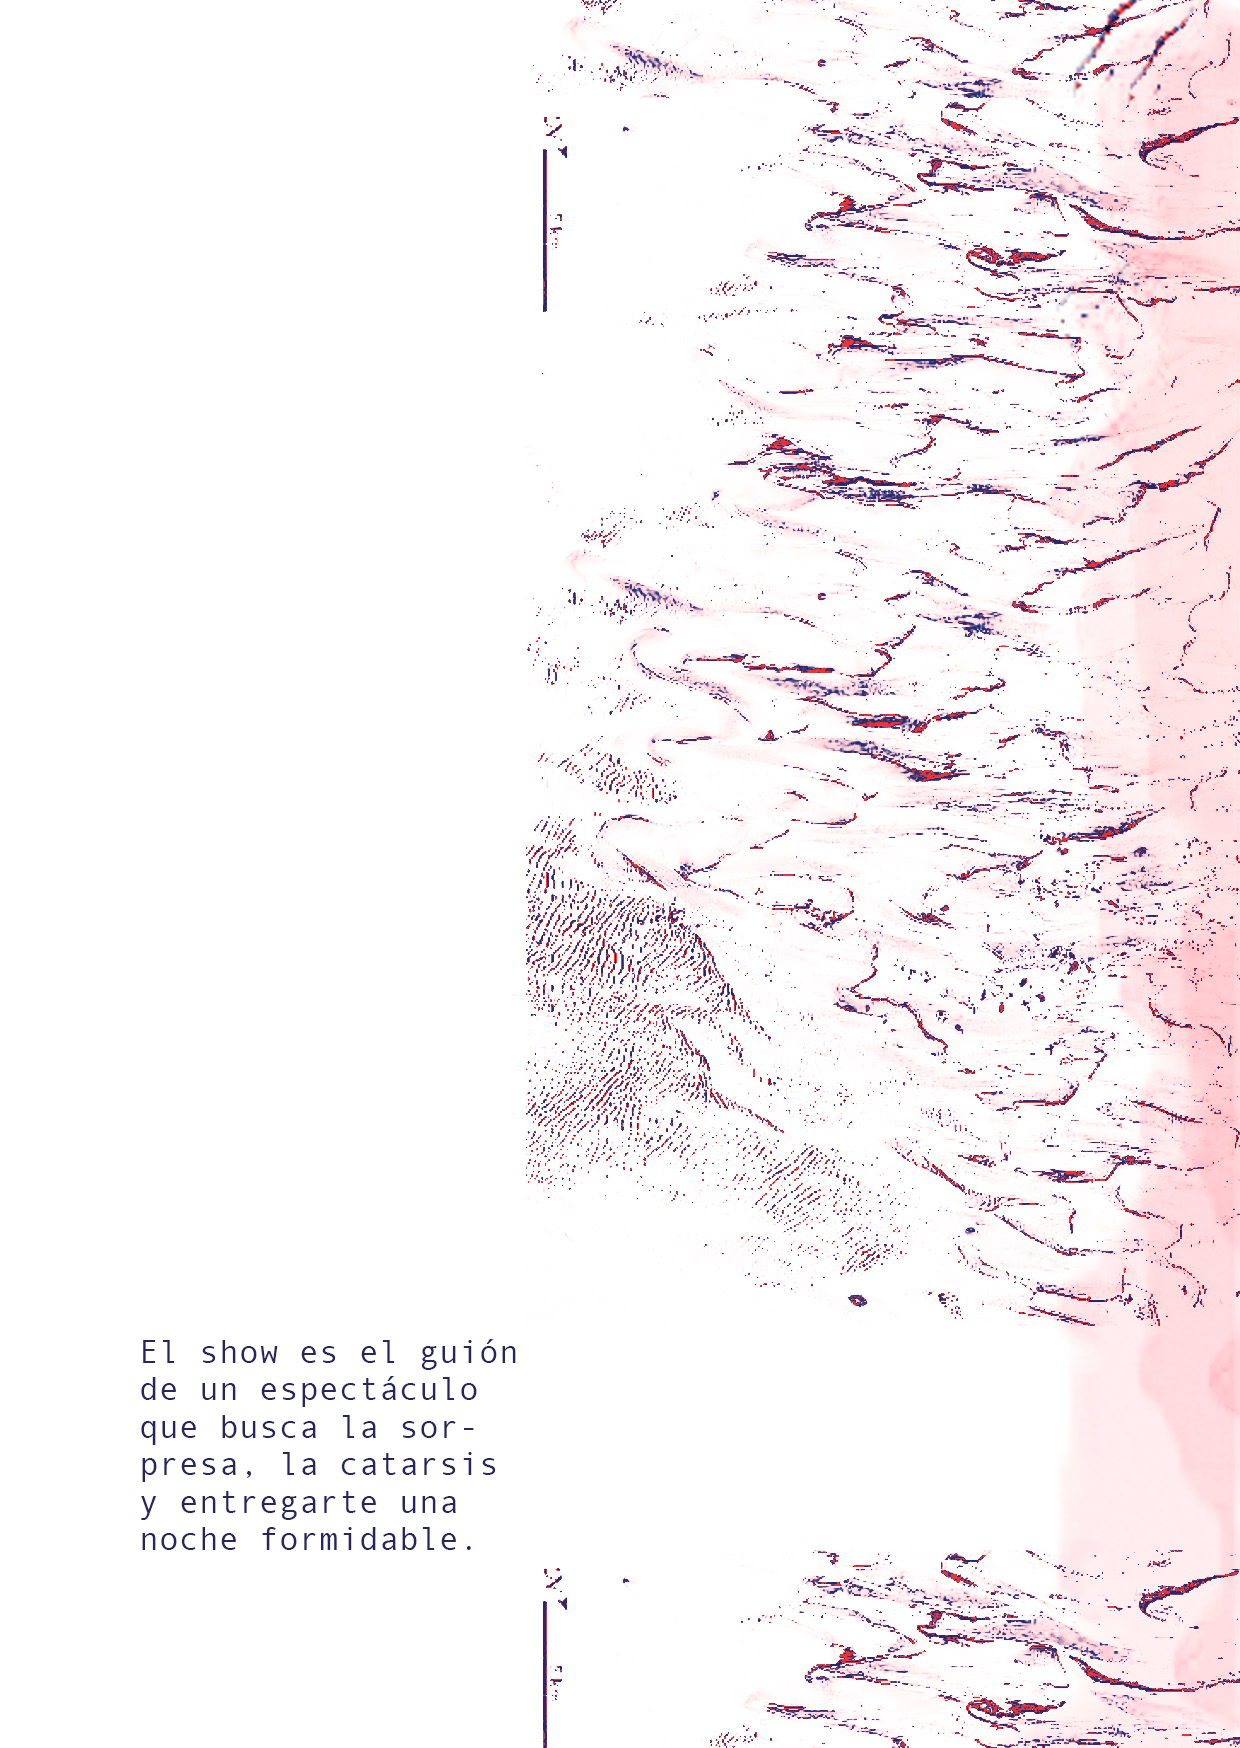 El show es el guión
de un espectáculo
que busca la sor-
presa, la catarsis
y entregarte una
noche formidable.